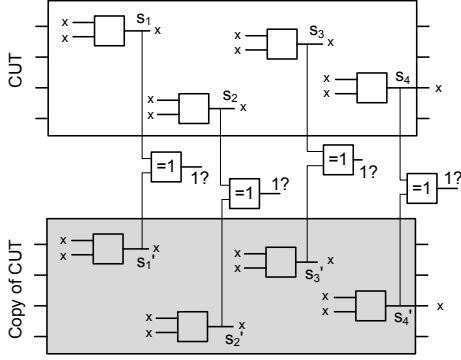 CUT
x
x
s1
x
x
x
s2
x
x
x
s3
x
x
x
s4
x
=1
1?
=1
1?
=1
1?
=1
1?
Copy of CUT
x
x
s1'
x
x
x
s2'
x
x
x
s3'
x
x
x
s4'
x